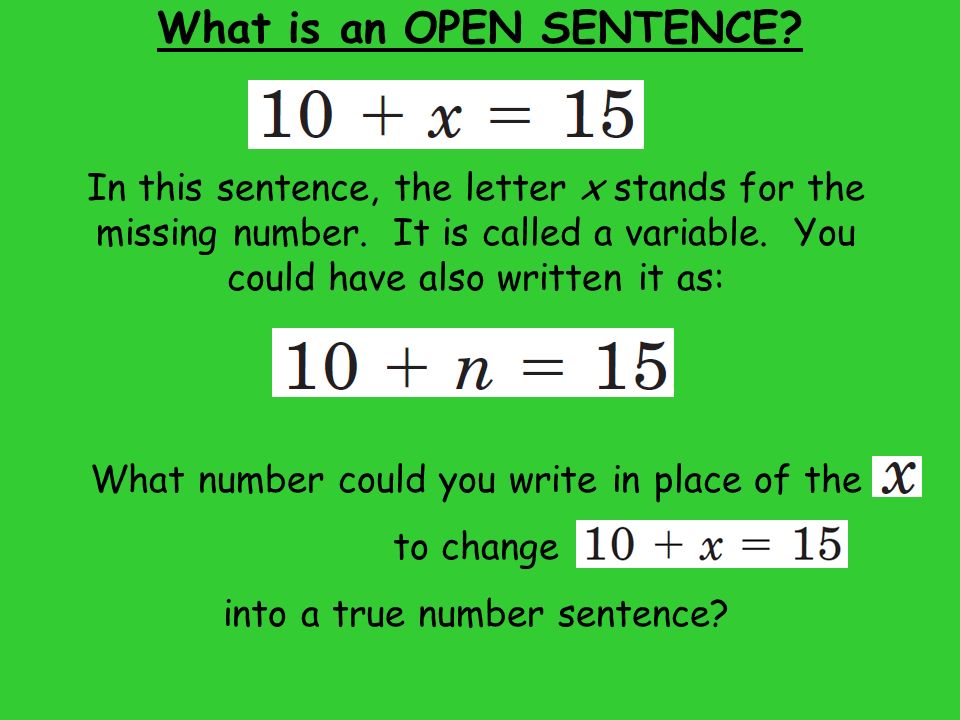 What is an OPEN SENTENCE?
10 + x = 15
In this sentence, the letter x stands for the
missing number. It is called a variable. You
could have also written it as:
10 + n = 15
What number could you write in place of the x
to change 10 + x = 15
into a true number sentence?